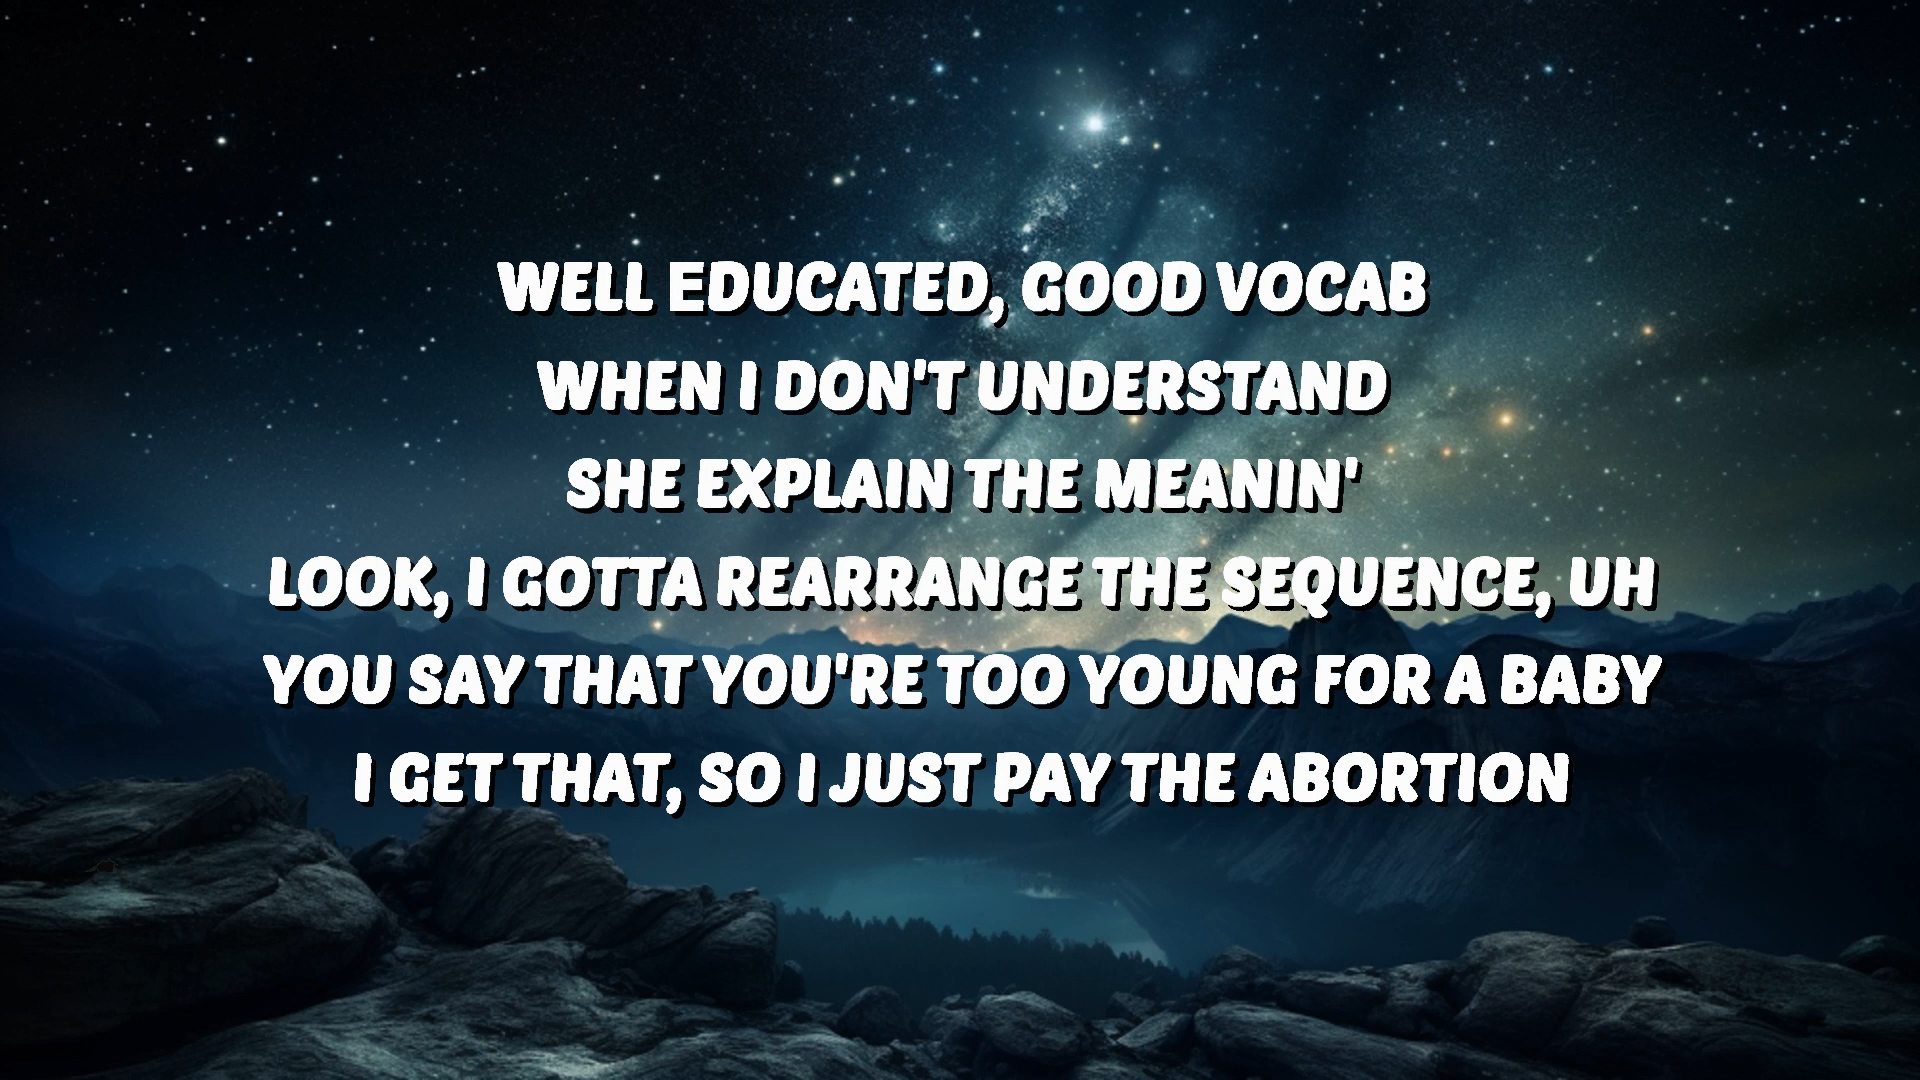 WELL EDUCATED, GOOD VOCAB
WHEN I DON'T UNDERSTAND
SHE EXPLAIN THE MEANIN'
LOOK, I GOTTA REARRANGE THE SEQUENCE, UH
YOU SAY THAT YOU'RE TOO YOUNG FOR A BABY
I GET THAT, SO I JUST PAY THE ABORTION